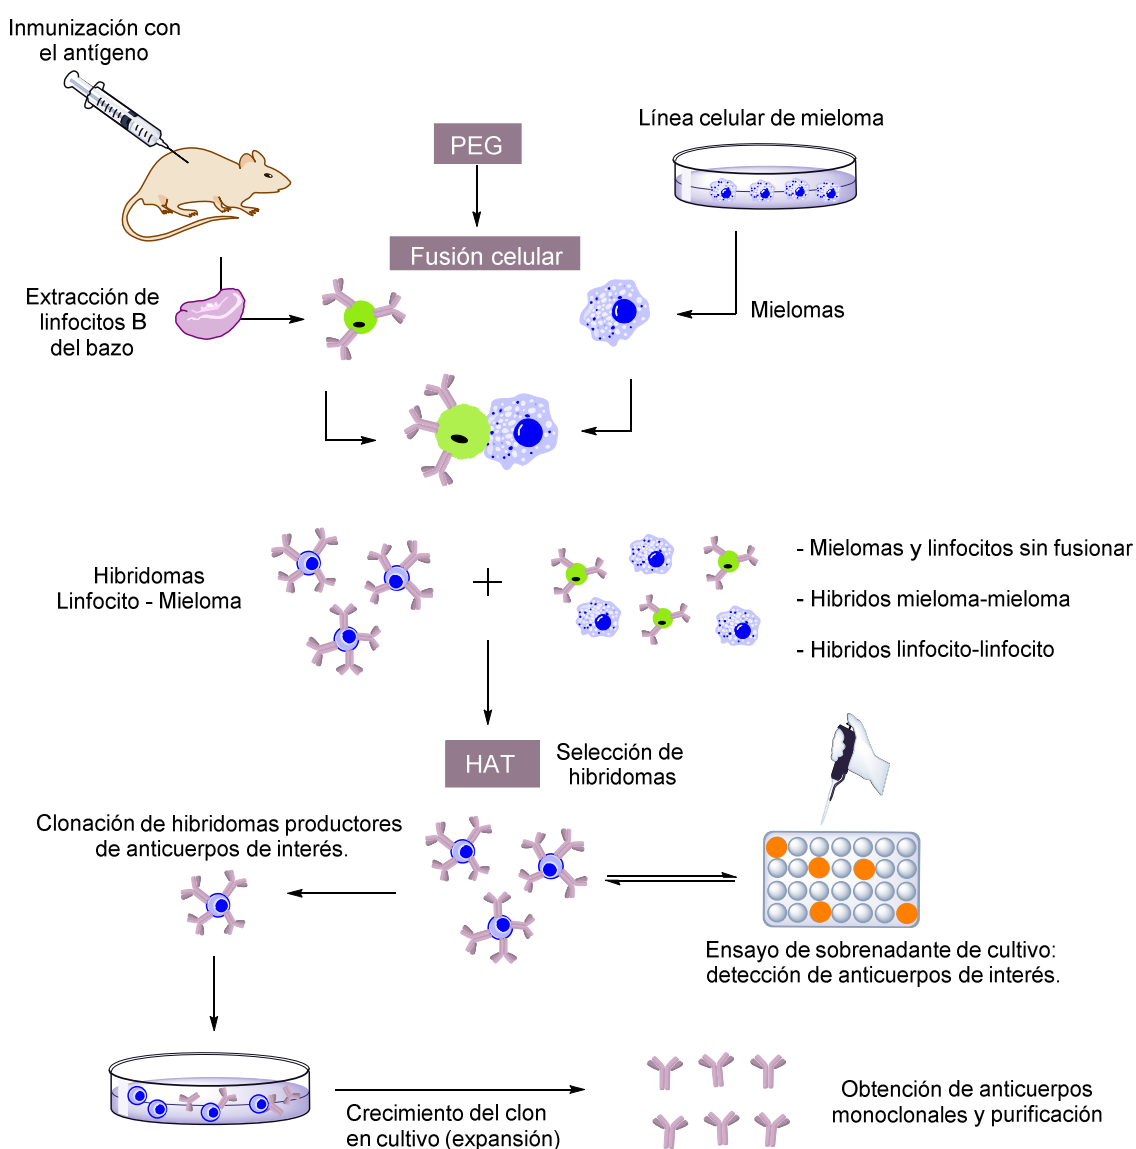 Inmunización con
el antígeno
PEG
Línea celular de mieloma
Fusión celular
Extracción de
linfocitos B
del bazo
Mielomas
Hibridomas
Linfocito - Mieloma
- Mielomas y linfocitos sin fusionar
- Hibridos mieloma-mieloma
- Hibridos linfocito-linfocito
HAT
Selección de
hibridomas
Clonación de hibridomas productores
de anticuerpos de interés.
Ensayo de sobrenadante de cultivo:
detección de anticuerpos de interés.
Crecimiento del clon
en cultivo (expansión)
Obtención de anticuerpos
monoclonales y purificación